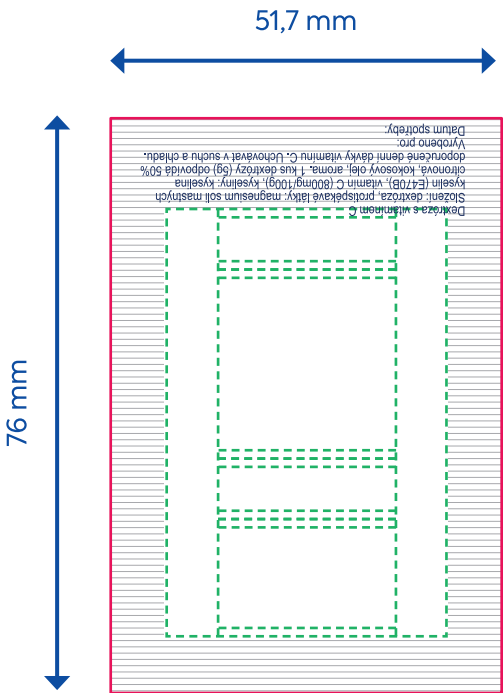 51,7 mm
76 mm
Dextróza s vitamínem C
Složení: dextróza, protispékavé látky: magnesium soli mastných
kyselin (E470B), vitamin C (800mg/100g), kyseliny: kyselina
citronová, kokosový olej, aroma. 1 kus dextrózy (5g) odpovídá 50%
doporučené denní dávky vitamínu C. Uchovávat v suchu a chladu.
Vyrobeno pro:
Datum spotřeby: